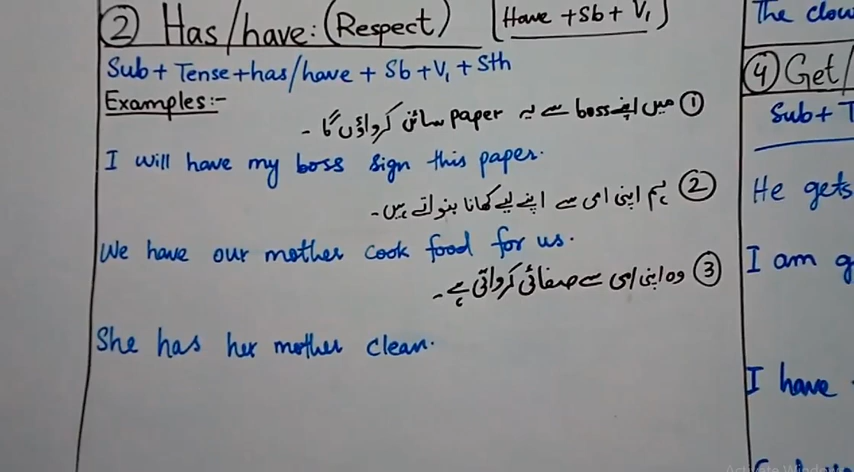 ② Has/have: (Respect) [Have + Sb + V₁]
Sub + Tense + has/have + Sb + V₁ + Sth
Examples:-
① میں اپنے boss سے یہ paper سائن کرواؤں گا ۔
I will have my boss sign this paper.
② ہم اپنی امی سے اپنے لیے کھانا بنواتے ہیں۔
We have our mother cook food for us.
③ وہ اپنی امی سے صفائی کرواتی ہے۔
She has her mother clean.
The clow
④ Get/
Sub + T
He gets
I am g
I have